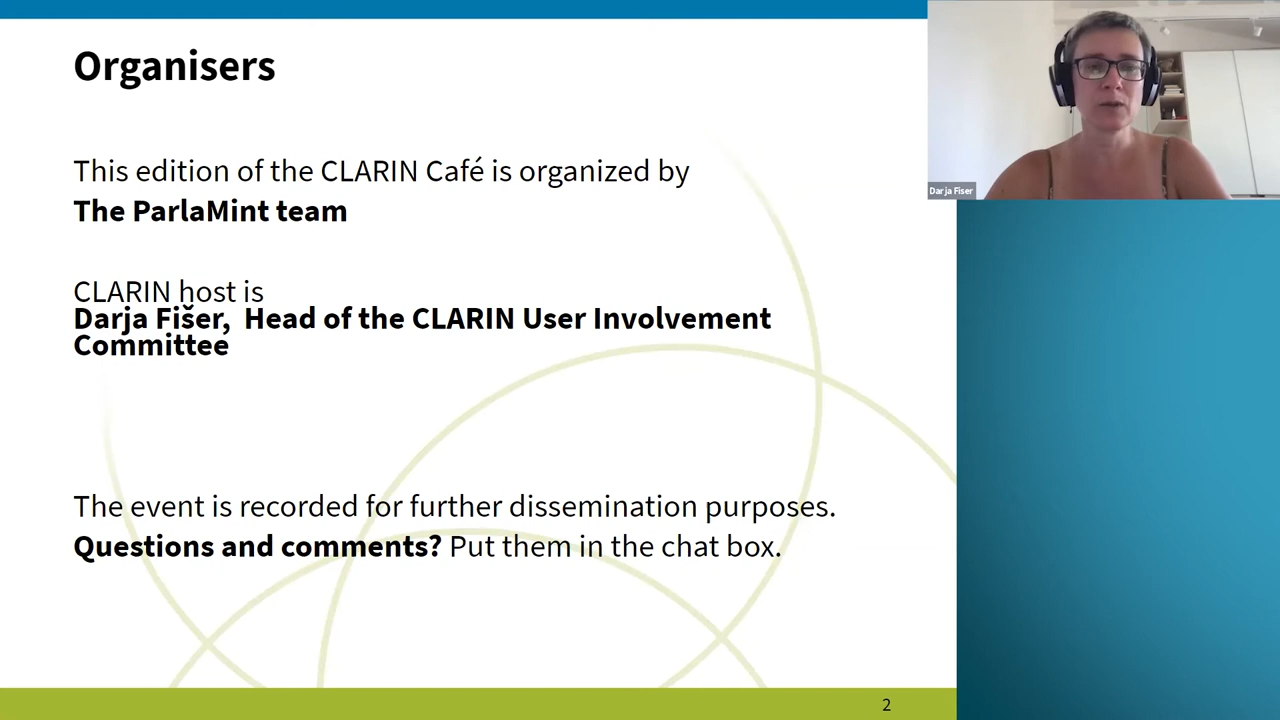 Organisers
This edition of the CLARIN Café is organized by
The ParlaMint team
CLARIN host is
Darja Fišer, Head of the CLARIN User Involvement
Committee
The event is recorded for further dissemination purposes.
Questions and comments? Put them in the chat box.
2
Darja Fiser